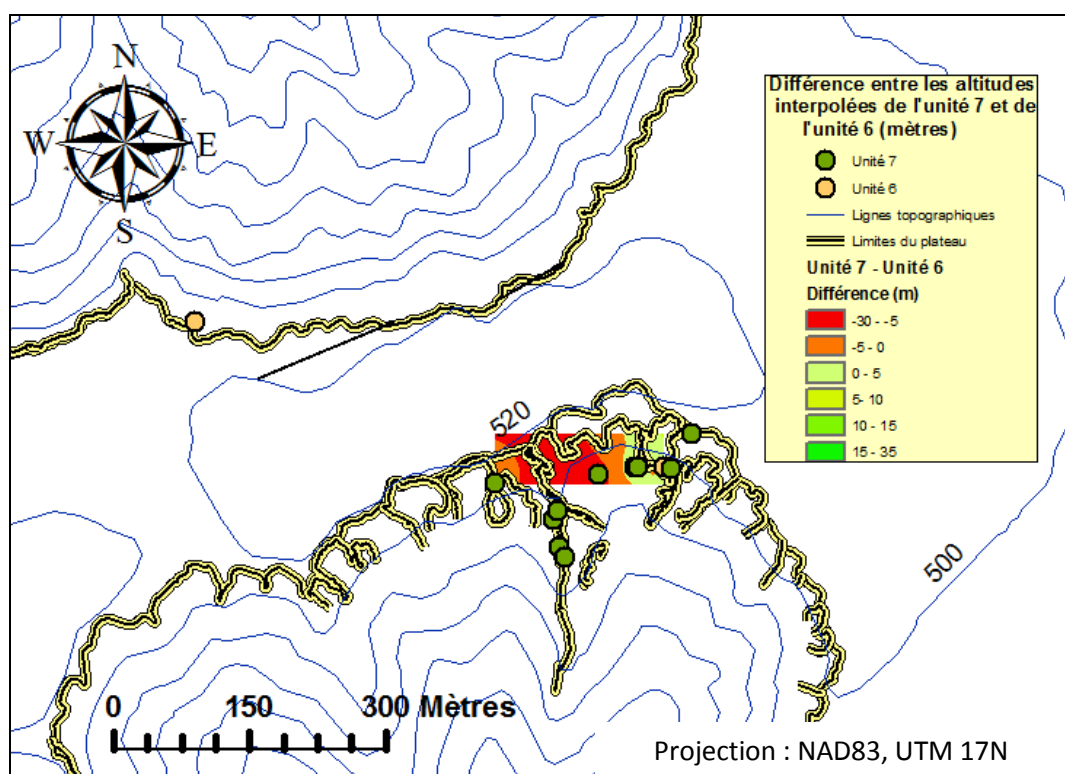 N
W E
S
Différence entre les altitudes
interpolées de l'unité 7 et de
l'unité 6 (mètres)
Unité 7
Unité 6
Lignes topographiques
Limites du plateau
Unité 7 - Unité 6
Différence (m)
-30 - -5
-5 - 0
0 - 5
5- 10
10 - 15
15 - 35
520
500
0 150 300 Mètres
Projection : NAD83, UTM 17N